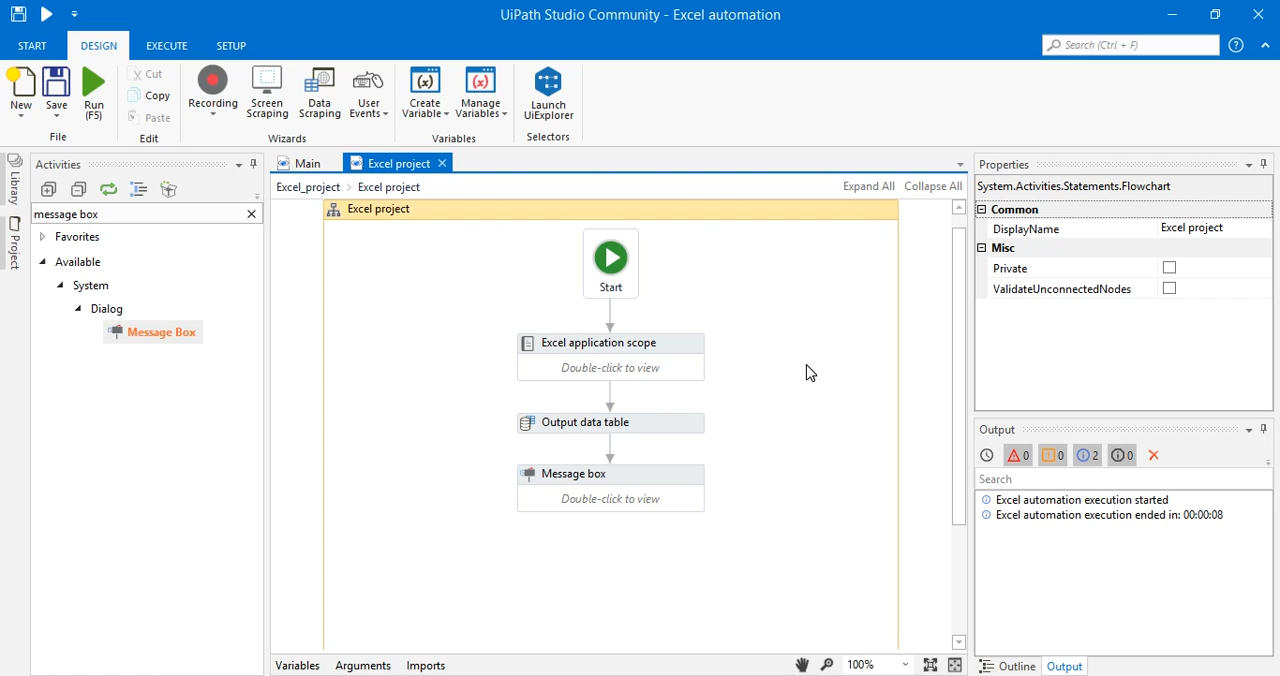 UiPath Studio Community - Excel automation
START DESIGN EXECUTE SETUP
Search (Ctrl + F)
New Save Run (F5)
Cut
Copy
Paste
Recording Screen Scraping Data Scraping User Events
Create Variable Manage Variables
Launch UiExplorer
File Edit Wizards Variables Selectors
Library
Project
Activities
message box
Favorites
Available
System
Dialog
Message Box
Main Excel project
Excel_project > Excel project
Expand All Collapse All
Excel project
Start
Excel application scope
Double-click to view
Output data table
Message box
Double-click to view
Variables Arguments Imports
100%
Properties
System.Activities.Statements.Flowchart
Common
DisplayName Excel project
Misc
Private
ValidateUnconnectedNodes
Output
0 0 2 0
Search
Excel automation execution started
Excel automation execution ended in: 00:00:08
Outline Output